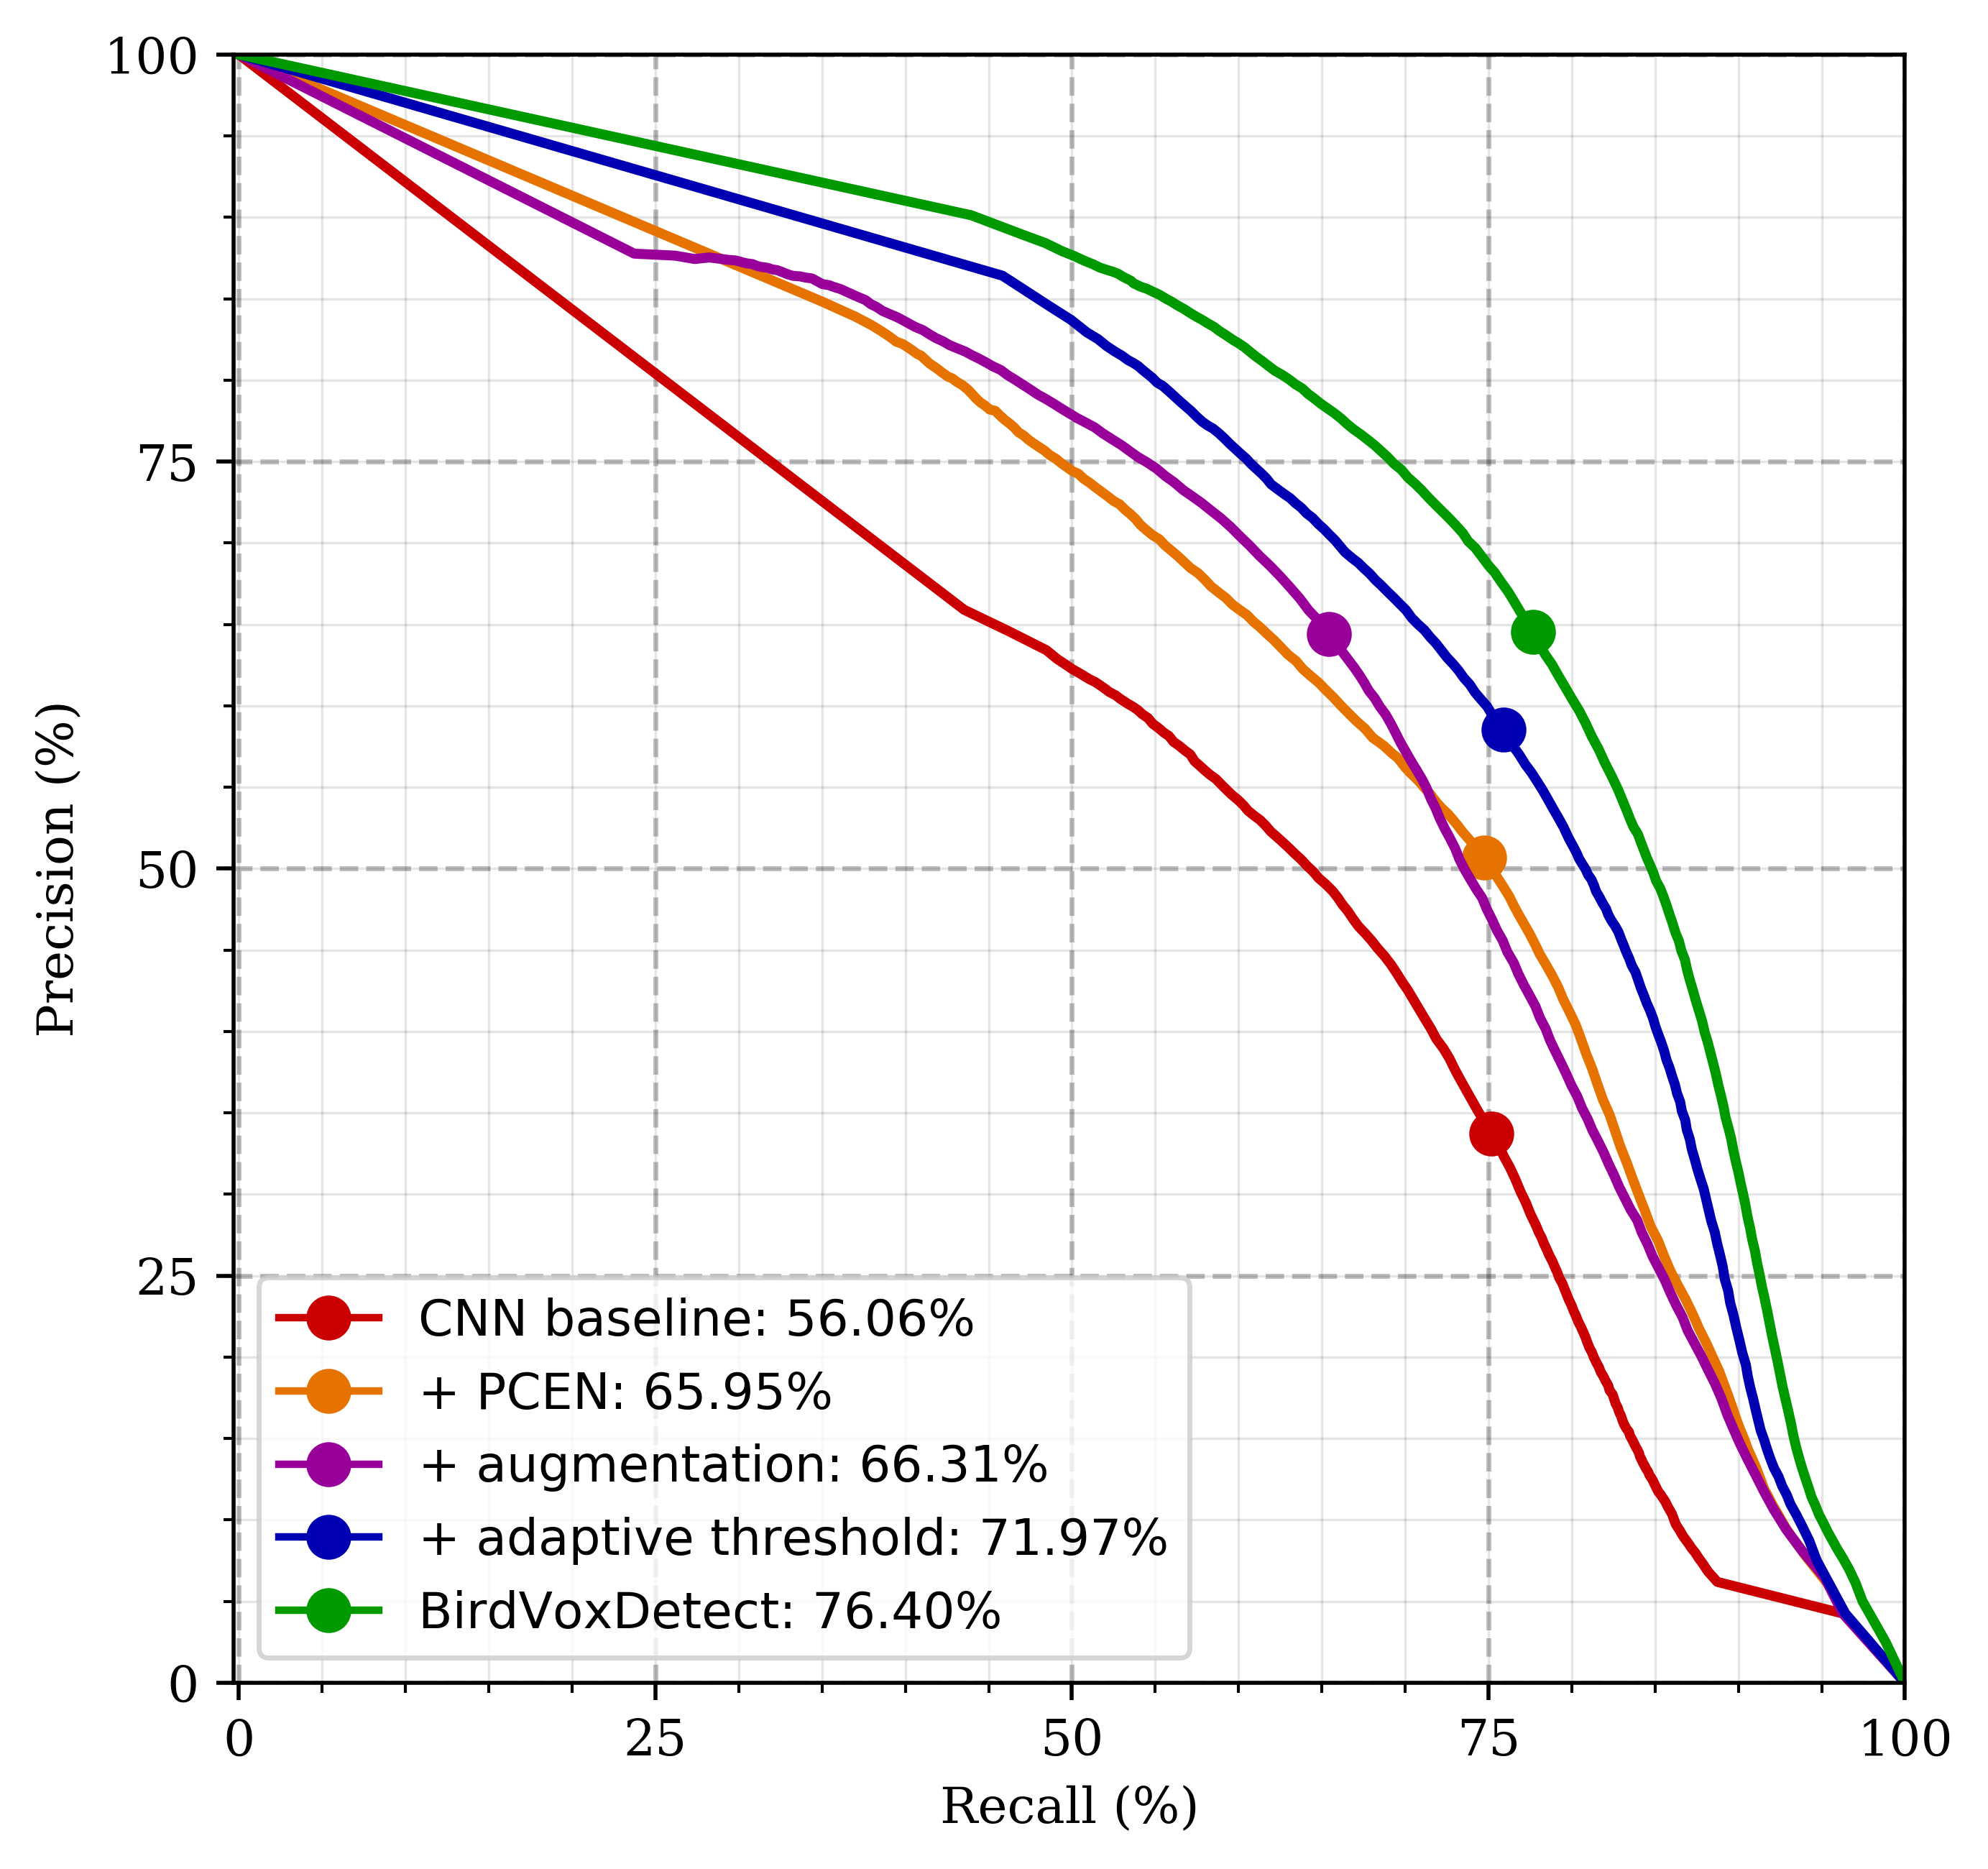 100
75
50
25
0
Precision (%)
CNN baseline: 56.06%
+ PCEN: 65.95%
+ augmentation: 66.31%
+ adaptive threshold: 71.97%
BirdVoxDetect: 76.40%
0 25 50 75 100
Recall (%)